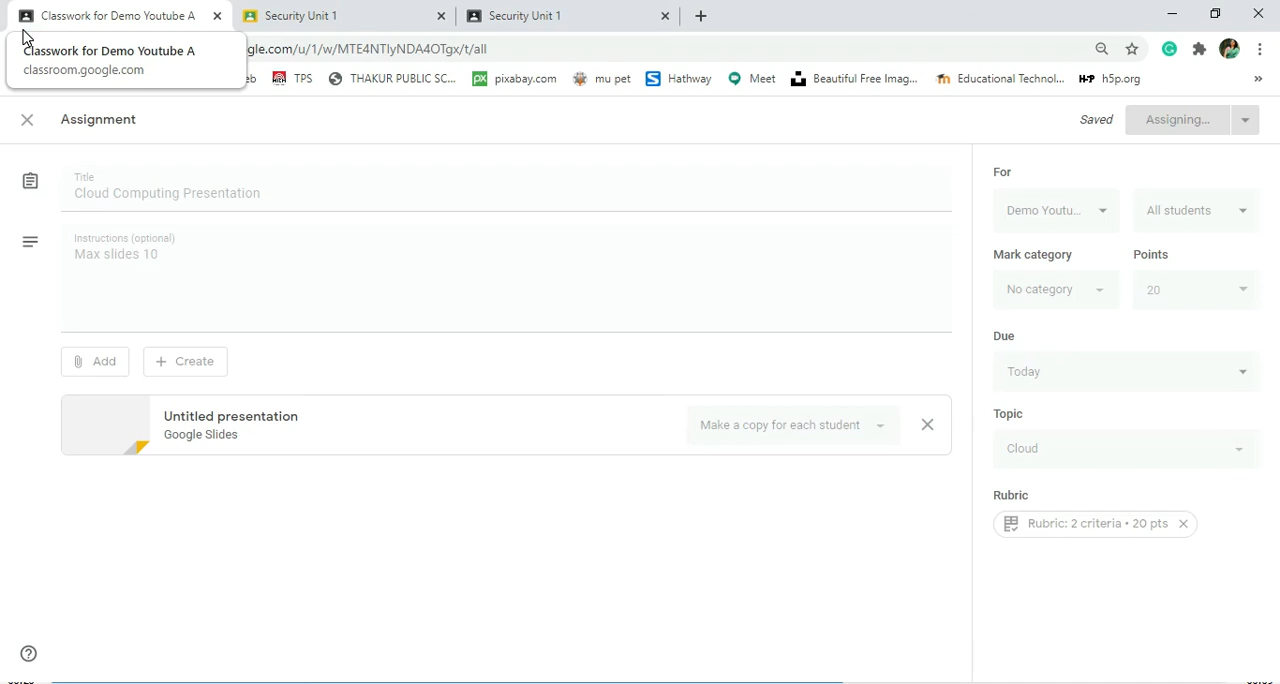 Classwork for Demo Youtube A
Security Unit 1
Security Unit 1
Classwork for Demo Youtube A
classroom.google.com
gle.com/u/1/w/MTE4NTIyNDA4OTgx/t/all
eb
TPS
THAKUR PUBLIC SC...
px
pixabay.com
mu pet
Hathway
Meet
Beautiful Free Imag...
Educational Technol...
H-P
h5p.org
»
Assignment
Saved
Assigning...
Title
Cloud Computing Presentation
Instructions (optional)
Max slides 10
Add
Create
Untitled presentation
Google Slides
Make a copy for each student
For
Demo Youtu...
All students
Mark category
Points
No category
20
Due
Today
Topic
Cloud
Rubric
Rubric: 2 criteria • 20 pts